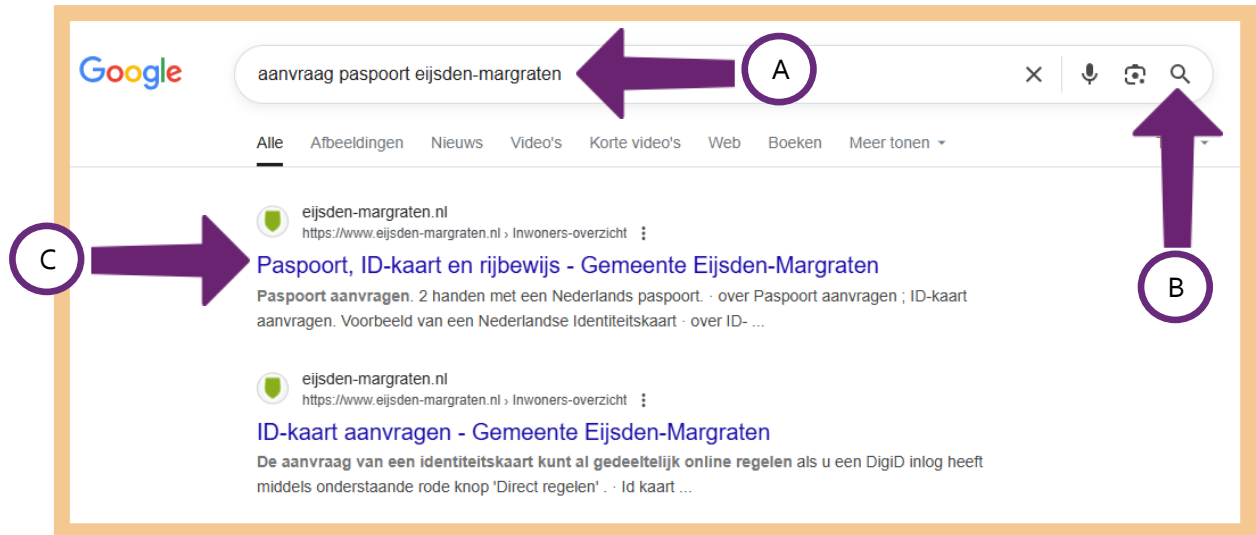 Google
aanvraag paspoort eijsden-margraten
A
Alle Afbeeldingen Nieuws Video's Korte video's Web Boeken Meer tonen
eijsden-margraten.nl
https://www.eijsden-margraten.nl › Inwoners-overzicht
C
Paspoort, ID-kaart en rijbewijs - Gemeente Eijsden-Margraten
B
Paspoort aanvragen. 2 handen met een Nederlands paspoort. · over Paspoort aanvragen ; ID-kaart
aanvragen. Voorbeeld van een Nederlandse Identiteitskaart · over ID- ...
eijsden-margraten.nl
https://www.eijsden-margraten.nl › Inwoners-overzicht
ID-kaart aanvragen - Gemeente Eijsden-Margraten
De aanvraag van een identiteitskaart kunt al gedeeltelijk online regelen als u een DigiD inlog heeft
middels onderstaande rode knop 'Direct regelen' . · Id kaart ...